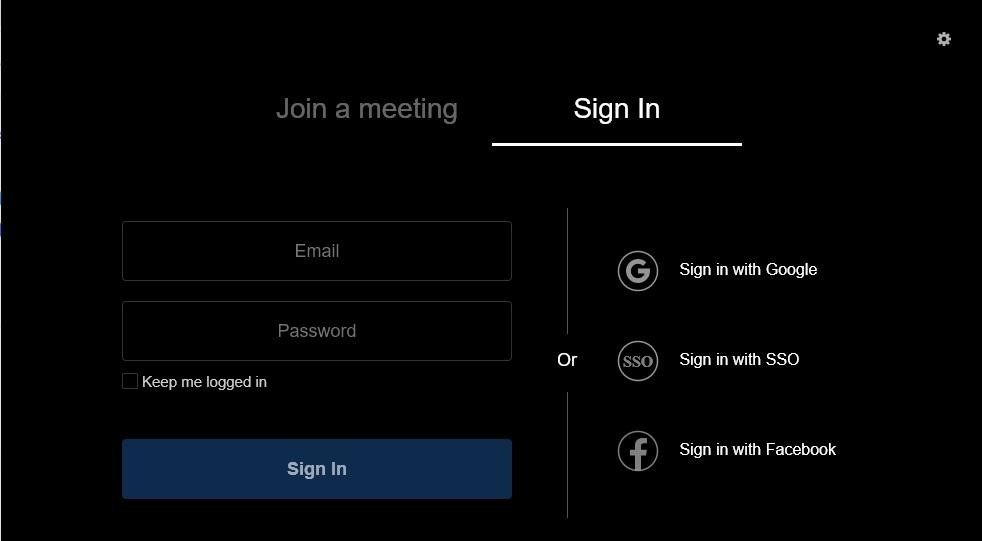 Join a meeting
Sign In
Email
Password
Keep me logged in
Sign In
Or
G
Sign in with Google
SSO
Sign in with SSO
f
Sign in with Facebook